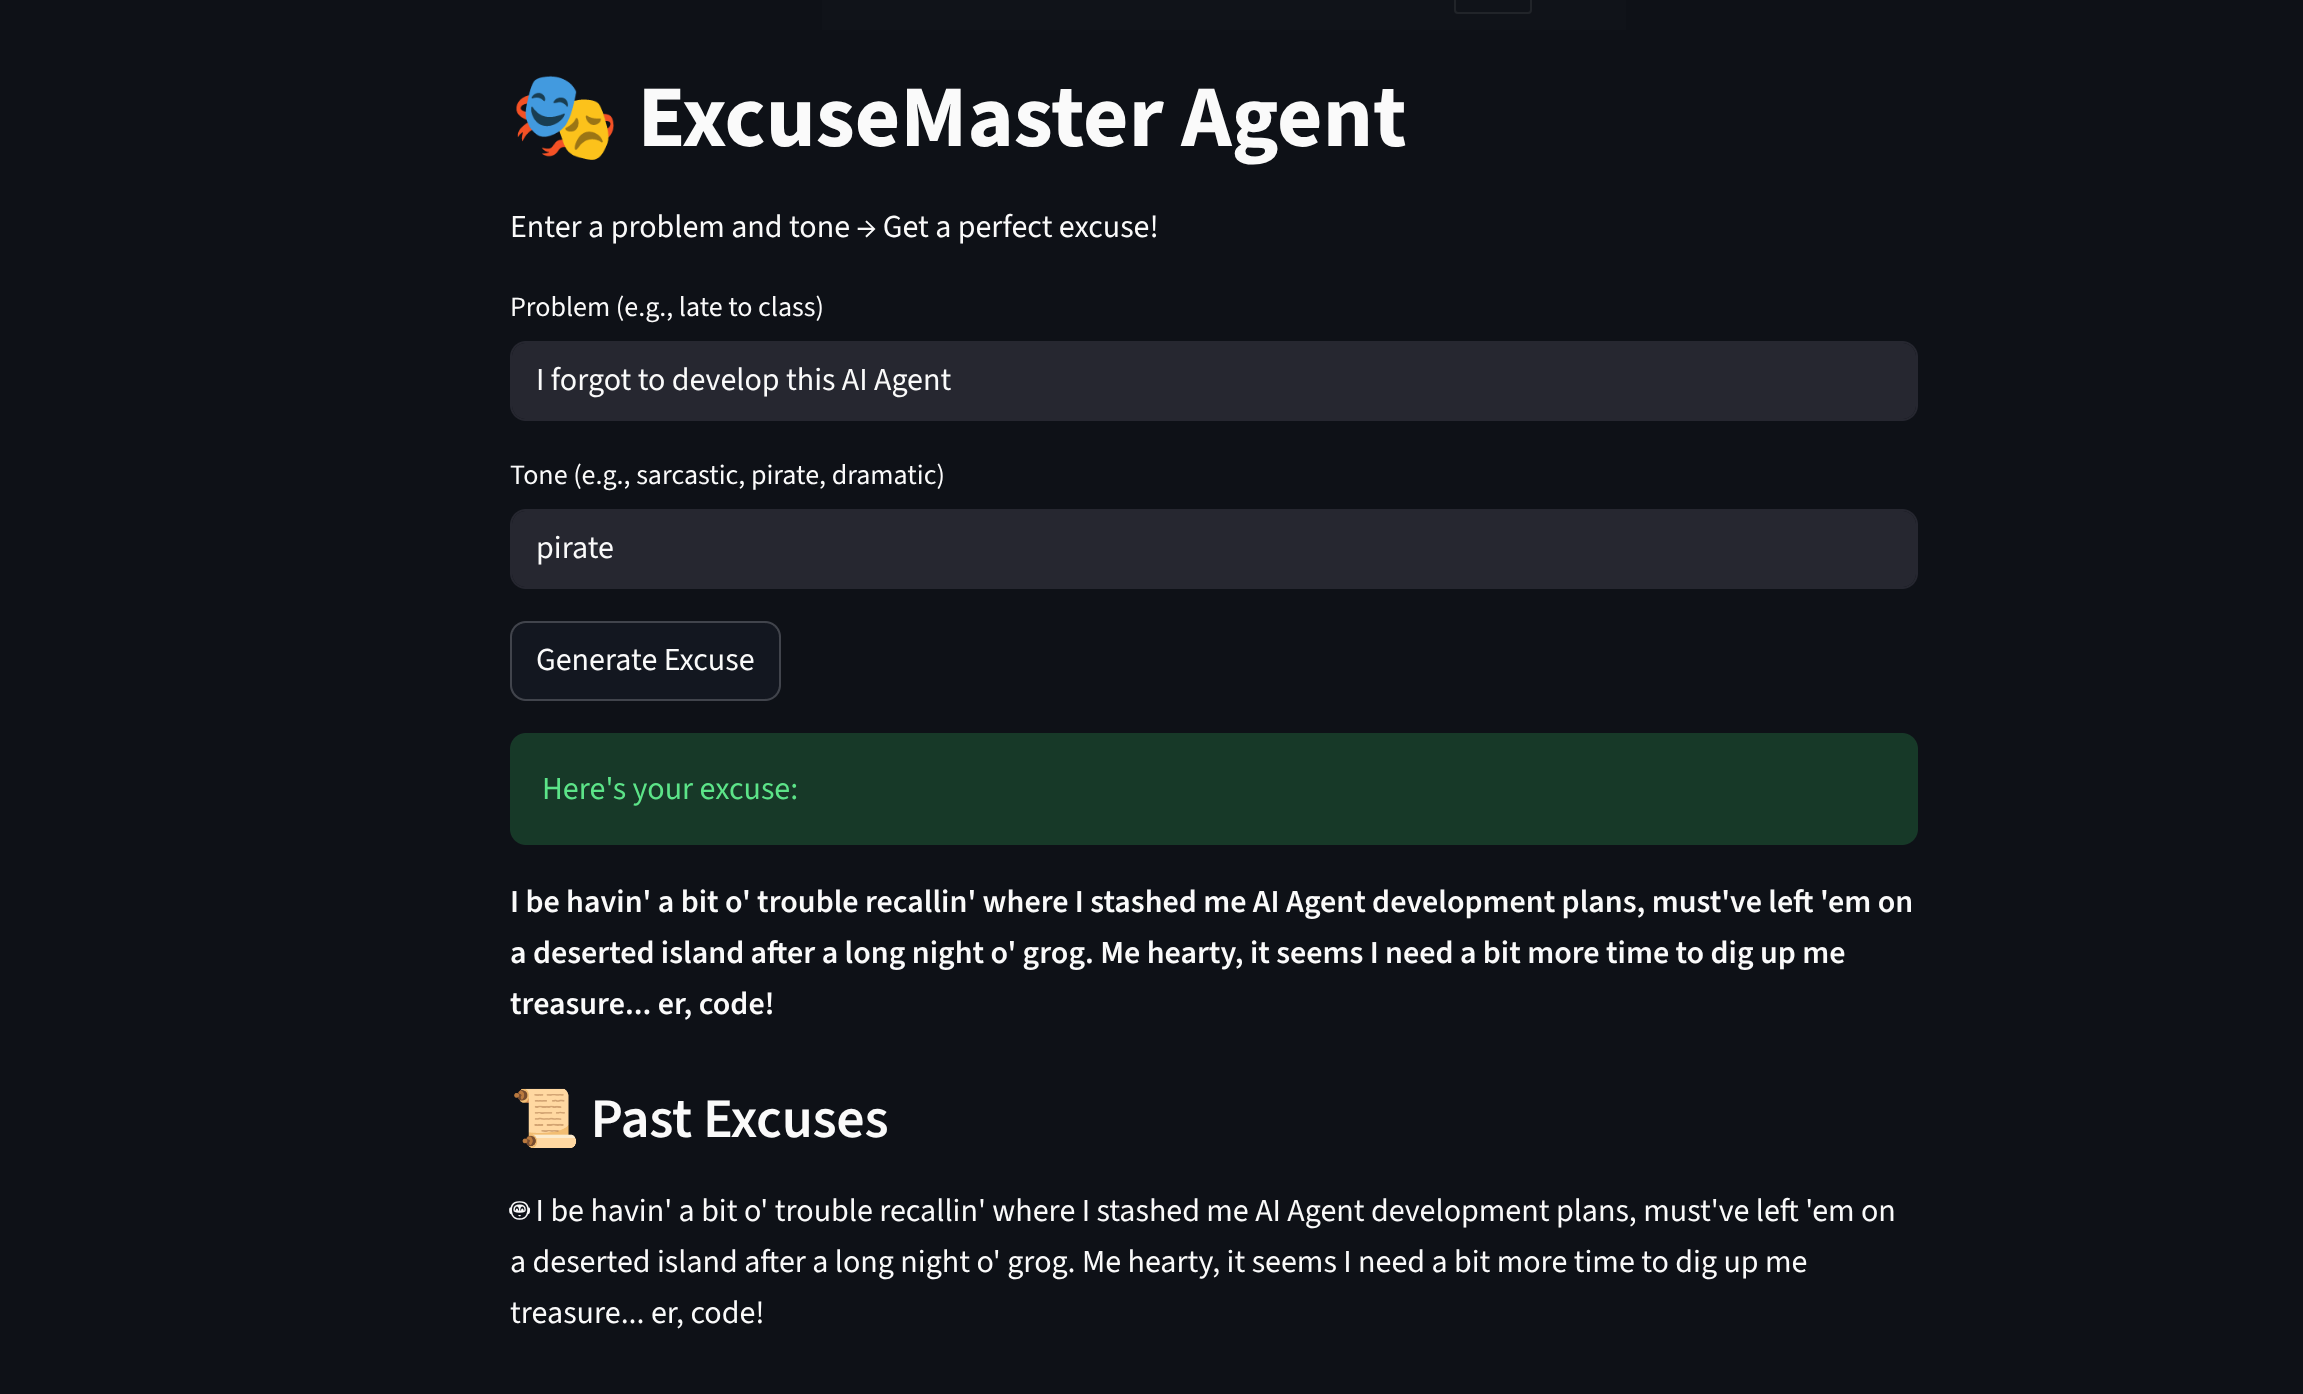 🎭 ExcuseMaster Agent
Enter a problem and tone → Get a perfect excuse!
Problem (e.g., late to class)
I forgot to develop this AI Agent
Tone (e.g., sarcastic, pirate, dramatic)
pirate
Generate Excuse
Here's your excuse:
I be havin' a bit o' trouble recallin' where I stashed me AI Agent development plans, must've left 'em on
a deserted island after a long night o' grog. Me hearty, it seems I need a bit more time to dig up me
treasure... er, code!
📜 Past Excuses
I be havin' a bit o' trouble recallin' where I stashed me AI Agent development plans, must've left 'em on
a deserted island after a long night o' grog. Me hearty, it seems I need a bit more time to dig up me
treasure... er, code!